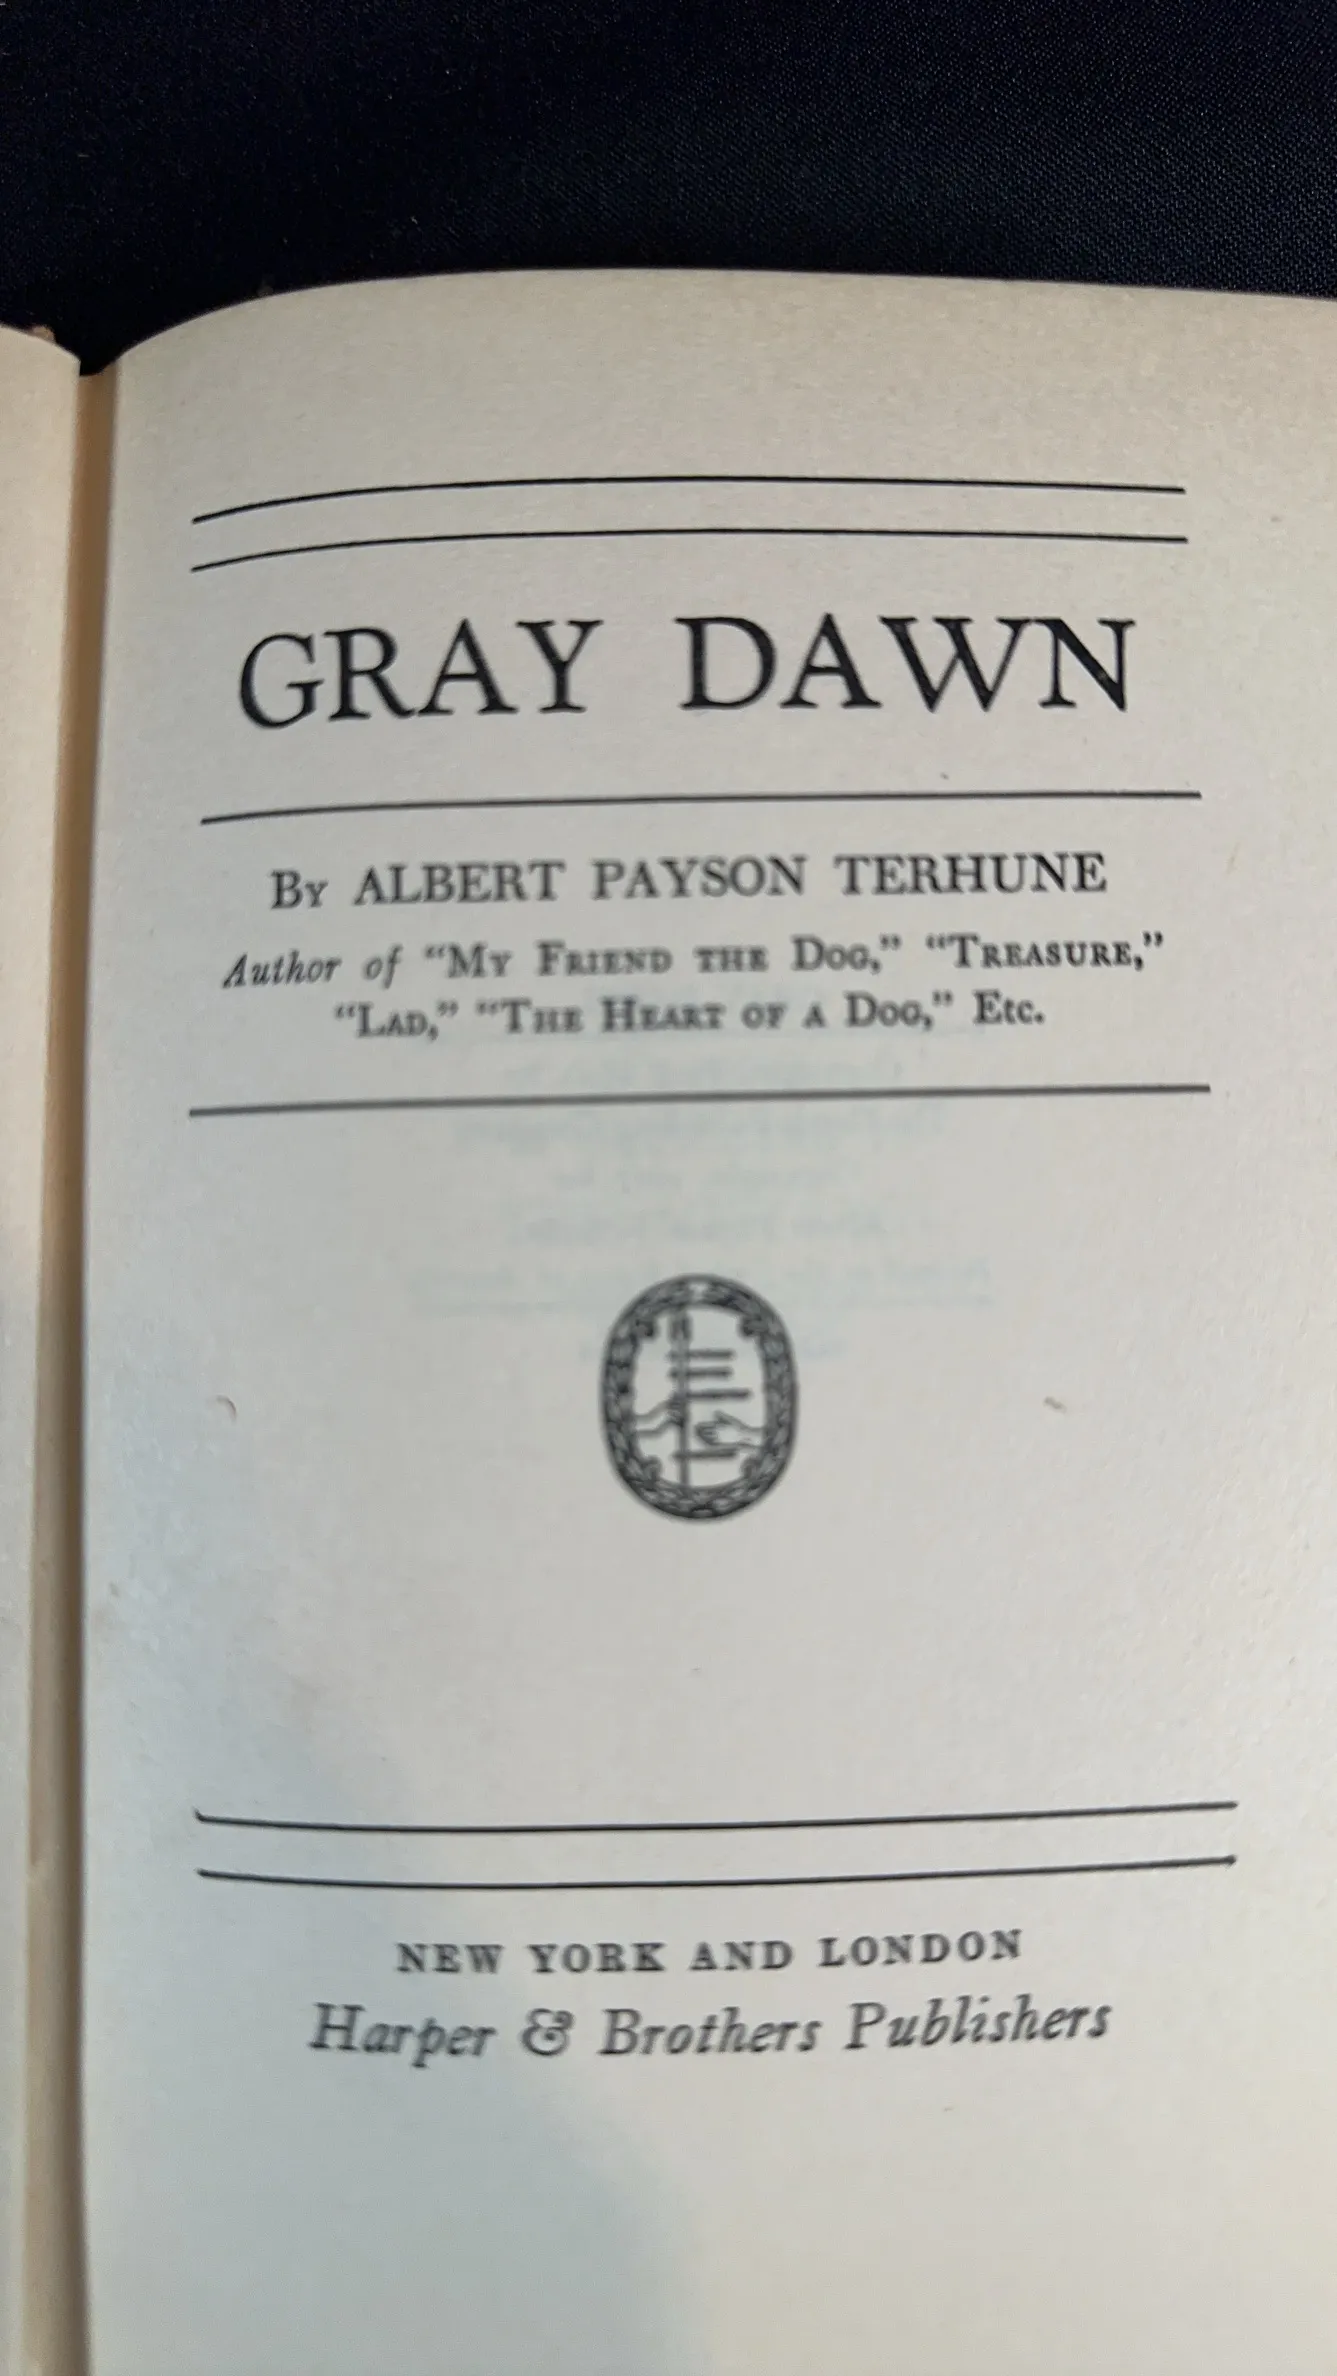 GRAY DAWN
By ALBERT PAYSON TERHUNE
Author of “My Friend the Dog,” “Treasure,”
“Lad,” “The Heart of a Dog,” Etc.
NEW YORK AND LONDON
Harper & Brothers Publishers